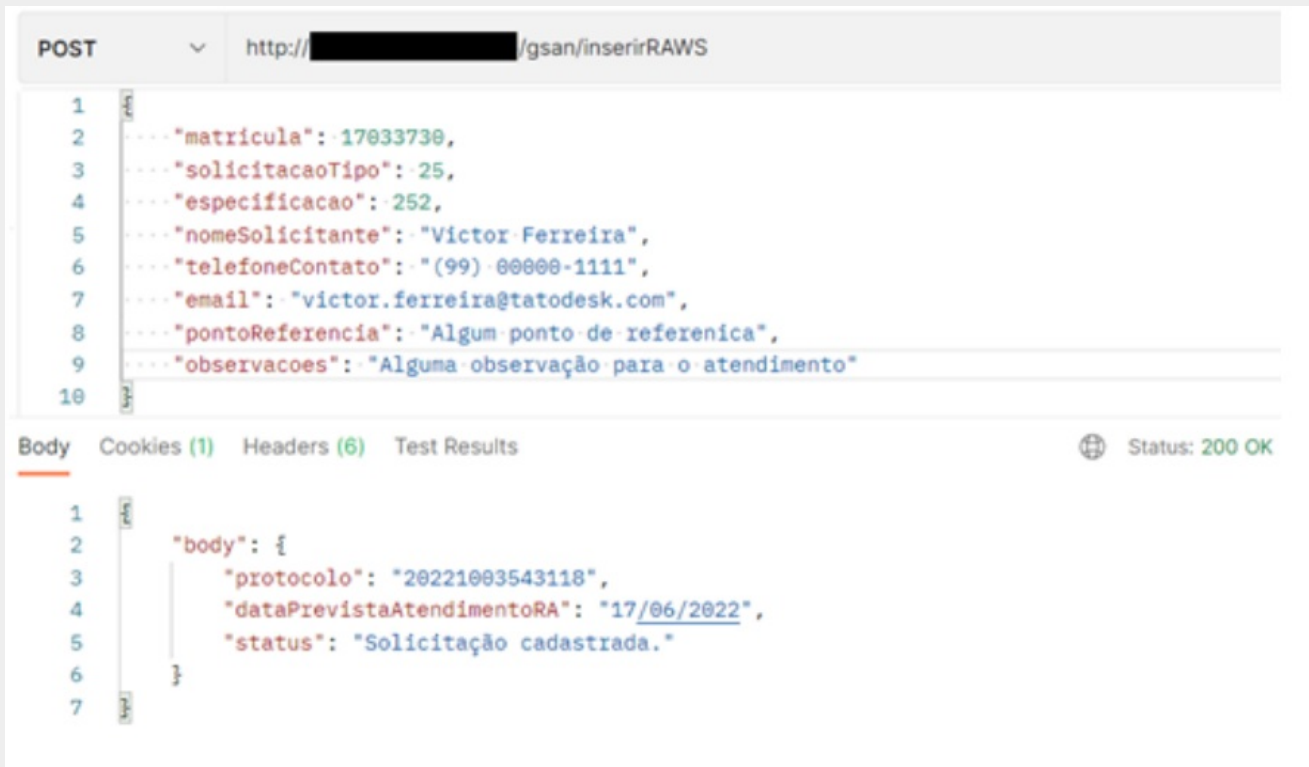 POST http:// /gsan/inserirRAWS
1 {
2 "matricula": 17033730,
3 "solicitacaoTipo": 25,
4 "especificacao": 252,
5 "nomeSolicitante": "Victor Ferreira",
6 "telefoneContato": "(99) 00000-1111",
7 "email": "victor.ferreira@tatodesk.com",
8 "pontoReferencia": "Algum ponto de referenica",
9 "observacoes": "Alguma observação para o atendimento"
10 }
Body Cookies (1) Headers (6) Test Results Status: 200 OK
1 {
2 "body": {
3 "protocolo": "20221003543118",
4 "dataPrevistaAtendimentoRA": "17/06/2022",
5 "status": "Solicitação cadastrada."
6 }
7 }